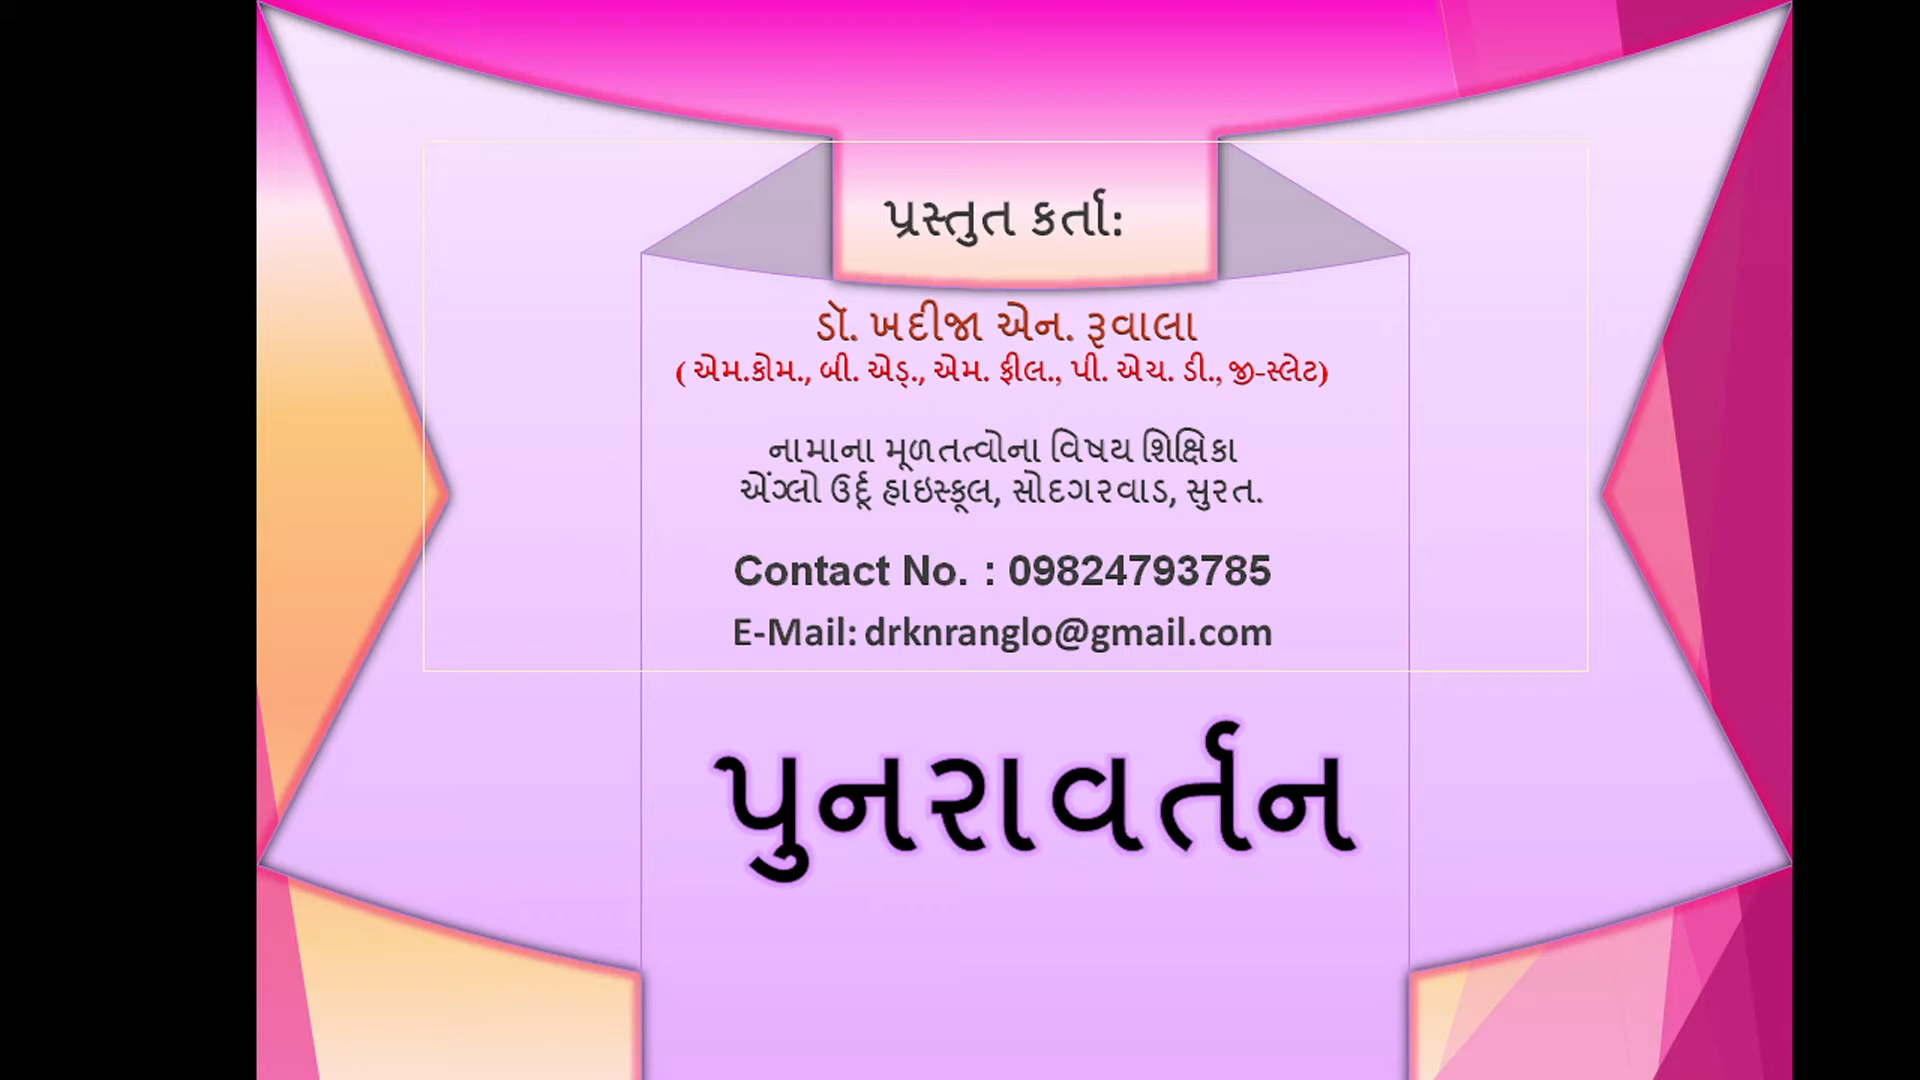 પ્રસ્તુત કર્તા:
ડૉ. ખદીજા એન. રૂવાલા
( એમ.કોમ., બી. એડ્., એમ. ફીલ., પી. એચ. ડી., જી-સ્લેટ)
નામાના મૂળતત્વોના વિષય શિક્ષિકા
એંગ્લો ઉર્દૂ હાઇસ્કૂલ, સોદગરવાડ, સુરત.
Contact No. : 09824793785
E-Mail: drknranglo@gmail.com
પુનરાવર્તન